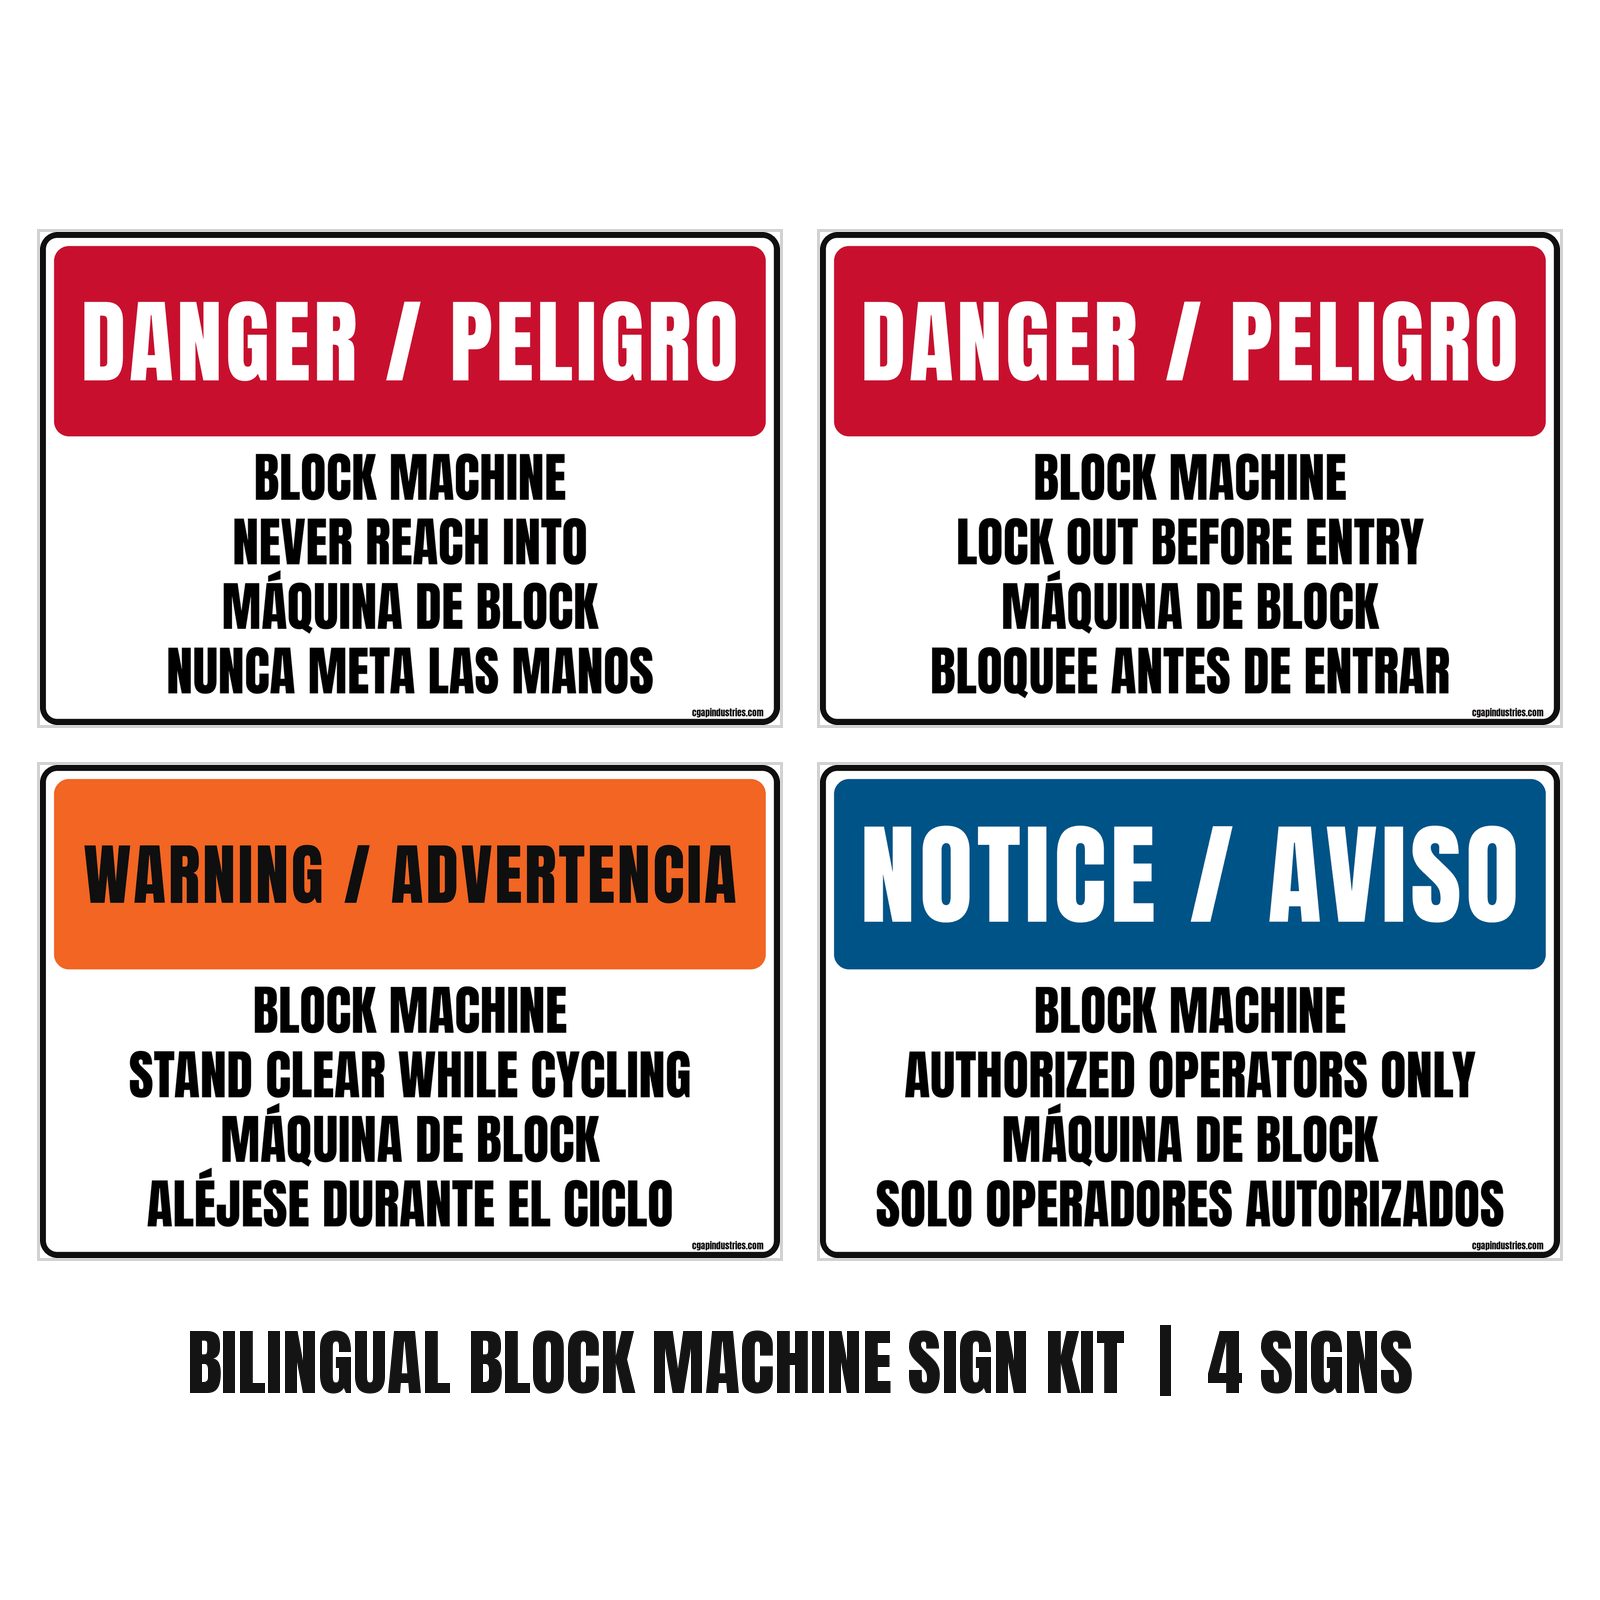 DANGER / PELIGRO
BLOCK MACHINE
NEVER REACH INTO
MÁQUINA DE BLOCK
NUNCA META LAS MANOS
cgapindustries.com
DANGER / PELIGRO
BLOCK MACHINE
LOCK OUT BEFORE ENTRY
MÁQUINA DE BLOCK
BLOQUEE ANTES DE ENTRAR
cgapindustries.com
WARNING / ADVERTENCIA
BLOCK MACHINE
STAND CLEAR WHILE CYCLING
MÁQUINA DE BLOCK
ALÉJESE DURANTE EL CICLO
cgapindustries.com
NOTICE / AVISO
BLOCK MACHINE
AUTHORIZED OPERATORS ONLY
MÁQUINA DE BLOCK
SOLO OPERADORES AUTORIZADOS
cgapindustries.com
BILINGUAL BLOCK MACHINE SIGN KIT | 4 SIGNS